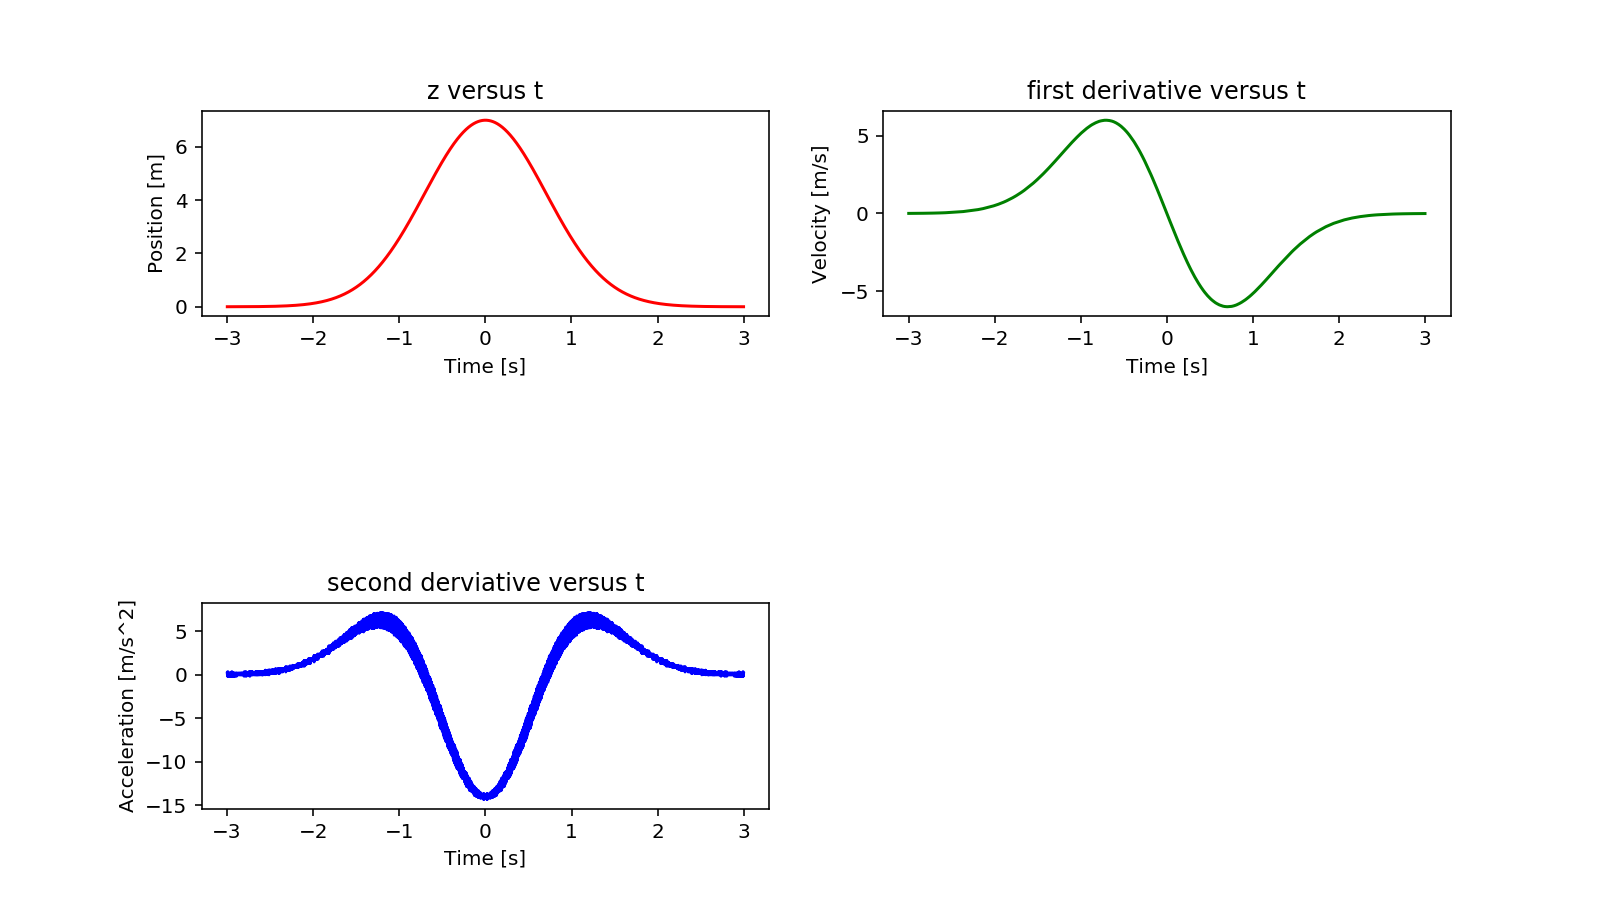 z versus t
Position [m]
6
4
2
0
−3 −2 −1 0 1 2 3
Time [s]
first derivative versus t
Velocity [m/s]
5
0
−5
−3 −2 −1 0 1 2 3
Time [s]
second derviative versus t
Acceleration [m/s^2]
5
0
−5
−10
−15
−3 −2 −1 0 1 2 3
Time [s]